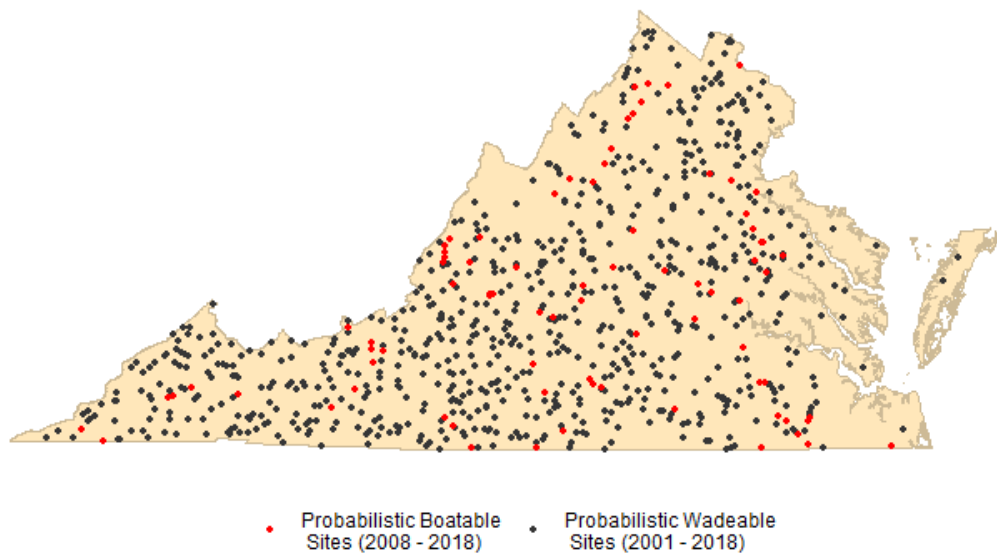 Probabilistic Boatable
Sites (2008 - 2018)
Probabilistic Wadeable
Sites (2001 - 2018)